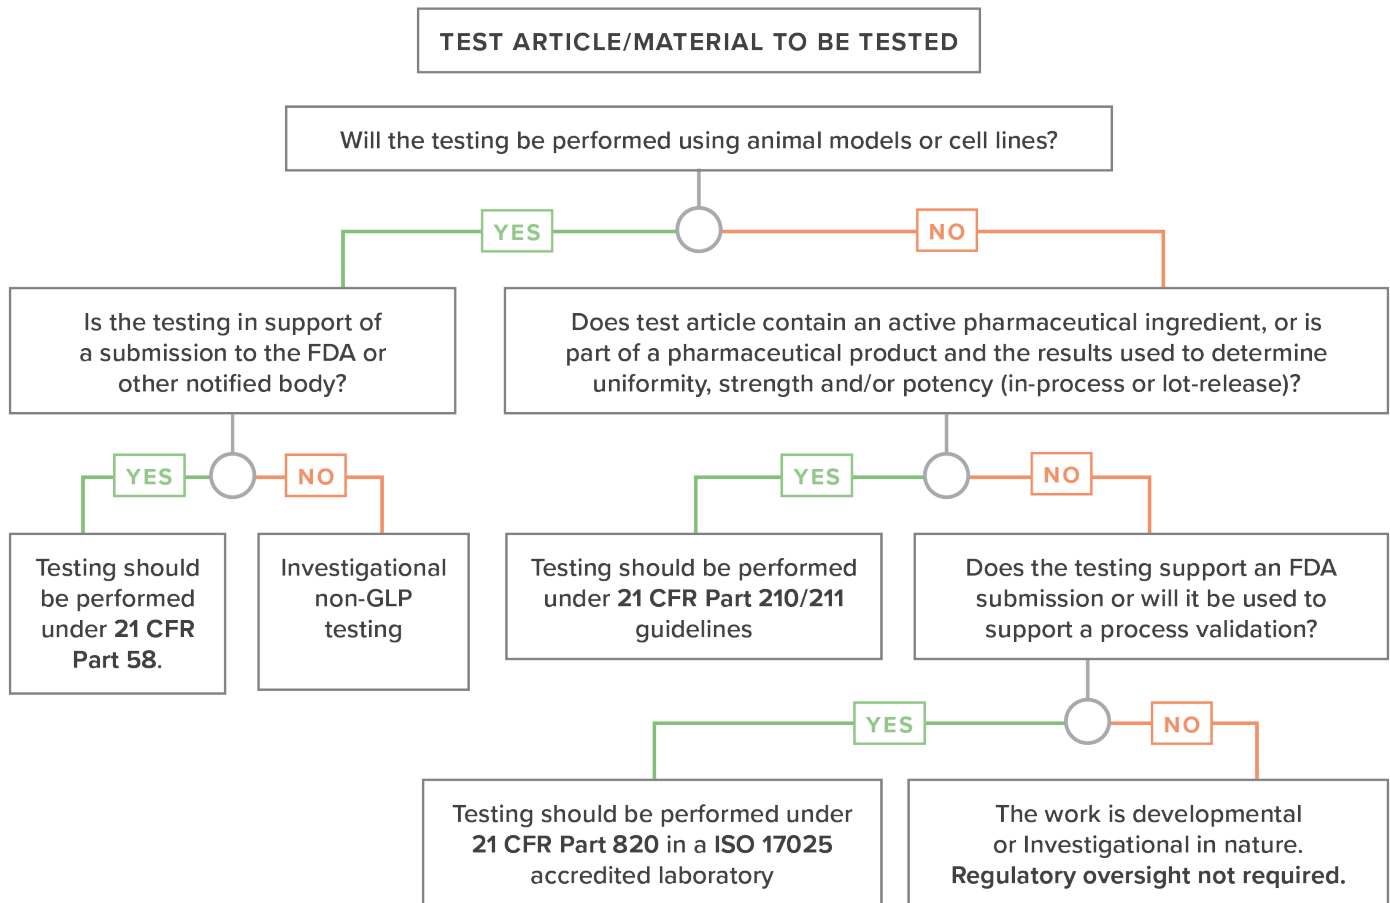 TEST ARTICLE/MATERIAL TO BE TESTED
Will the testing be performed using animal models or cell lines?
YES
NO
Is the testing in support of
a submission to the FDA or
other notified body?
Does test article contain an active pharmaceutical ingredient, or is
part of a pharmaceutical product and the results used to determine
uniformity, strength and/or potency (in-process or lot-release)?
YES
NO
YES
NO
Testing should
be performed
under 21 CFR
Part 58.
Investigational
non-GLP
testing
Testing should be performed
under 21 CFR Part 210/211
guidelines
Does the testing support an FDA
submission or will it be used to
support a process validation?
YES
NO
Testing should be performed under
21 CFR Part 820 in a ISO 17025
accredited laboratory
The work is developmental
or Investigational in nature.
Regulatory oversight not required.